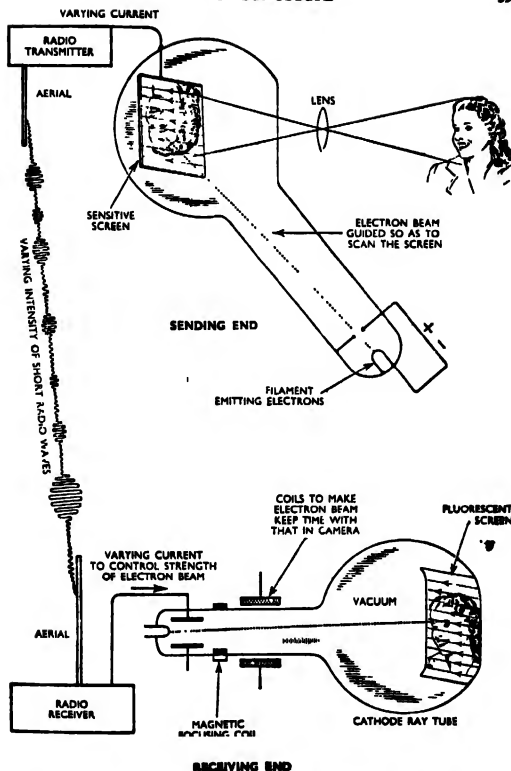 VARYING CURRENT
RADIO
TRANSMITTER
AERIAL
LENS
SENSITIVE
SCREEN
ELECTRON BEAM
GUIDED SO AS TO
SCAN THE SCREEN
+ -
SENDING END
FILAMENT
EMITTING ELECTRONS
VARYING INTENSITY OF SHORT RADIO WAVES
COILS TO MAKE
ELECTRON BEAM
KEEP TIME WITH
THAT IN CAMERA
FLUORESCENT
SCREEN
VARYING CURRENT
TO CONTROL STRENGTH
OF ELECTRON BEAM
VACUUM
AERIAL
RADIO
RECEIVER
MAGNETIC
FOCUSING COIL
CATHODE RAY TUBE
RECEIVING END